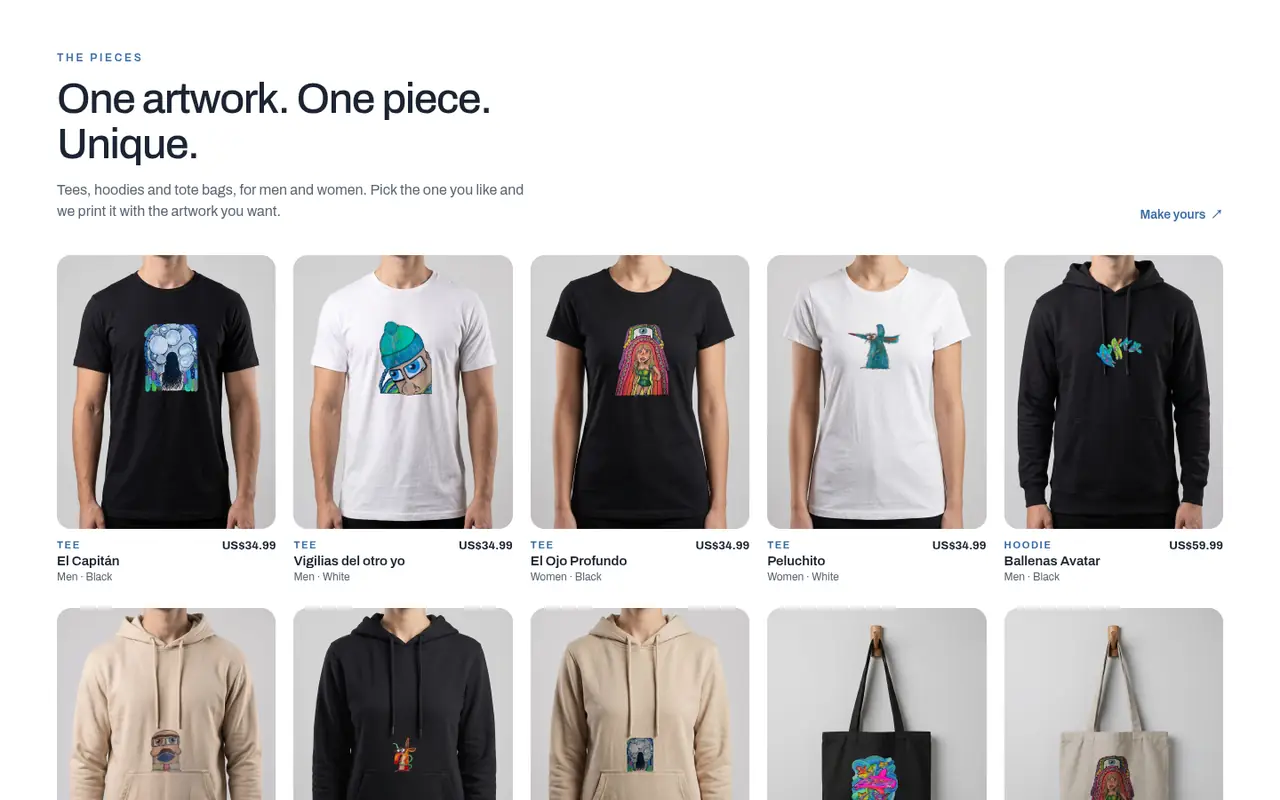 THE PIECES
One artwork. One piece.
Unique.
Tees, hoodies and tote bags, for men and women. Pick the one you like and
we print it with the artwork you want.
Make yours ↗
TEE US$34.99
El Capitán
Men · Black
TEE US$34.99
Vigilias del otro yo
Men · White
TEE US$34.99
El Ojo Profundo
Women · Black
TEE US$34.99
Peluchito
Women · White
HOODIE US$59.99
Ballenas Avatar
Men · Black